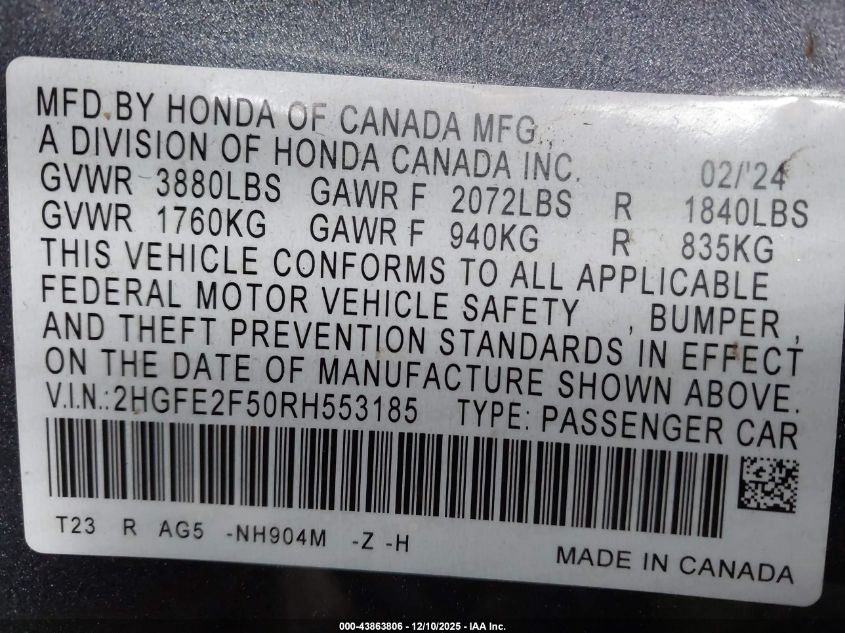 MFD.BY HONDA OF CANADA MFG.,
A DIVISION OF HONDA CANADA INC. 02/'24
GVWR 3880LBS GAWR F 2072LBS R 1840LBS
GVWR 1760KG GAWR F 940KG R 835KG
THIS VEHICLE CONFORMS TO ALL APPLICABLE
FEDERAL MOTOR VEHICLE SAFETY , BUMPER ,
AND THEFT PREVENTION STANDARDS IN EFFECT
ON THE DATE OF MANUFACTURE SHOWN ABOVE.
V.I.N.:2HGFE2F50RH553185 TYPE: PASSENGER CAR
T23 R AG5 -NH904M -Z -H MADE IN CANADA
000-43863806 - 12/10/2025 - IAA Inc.